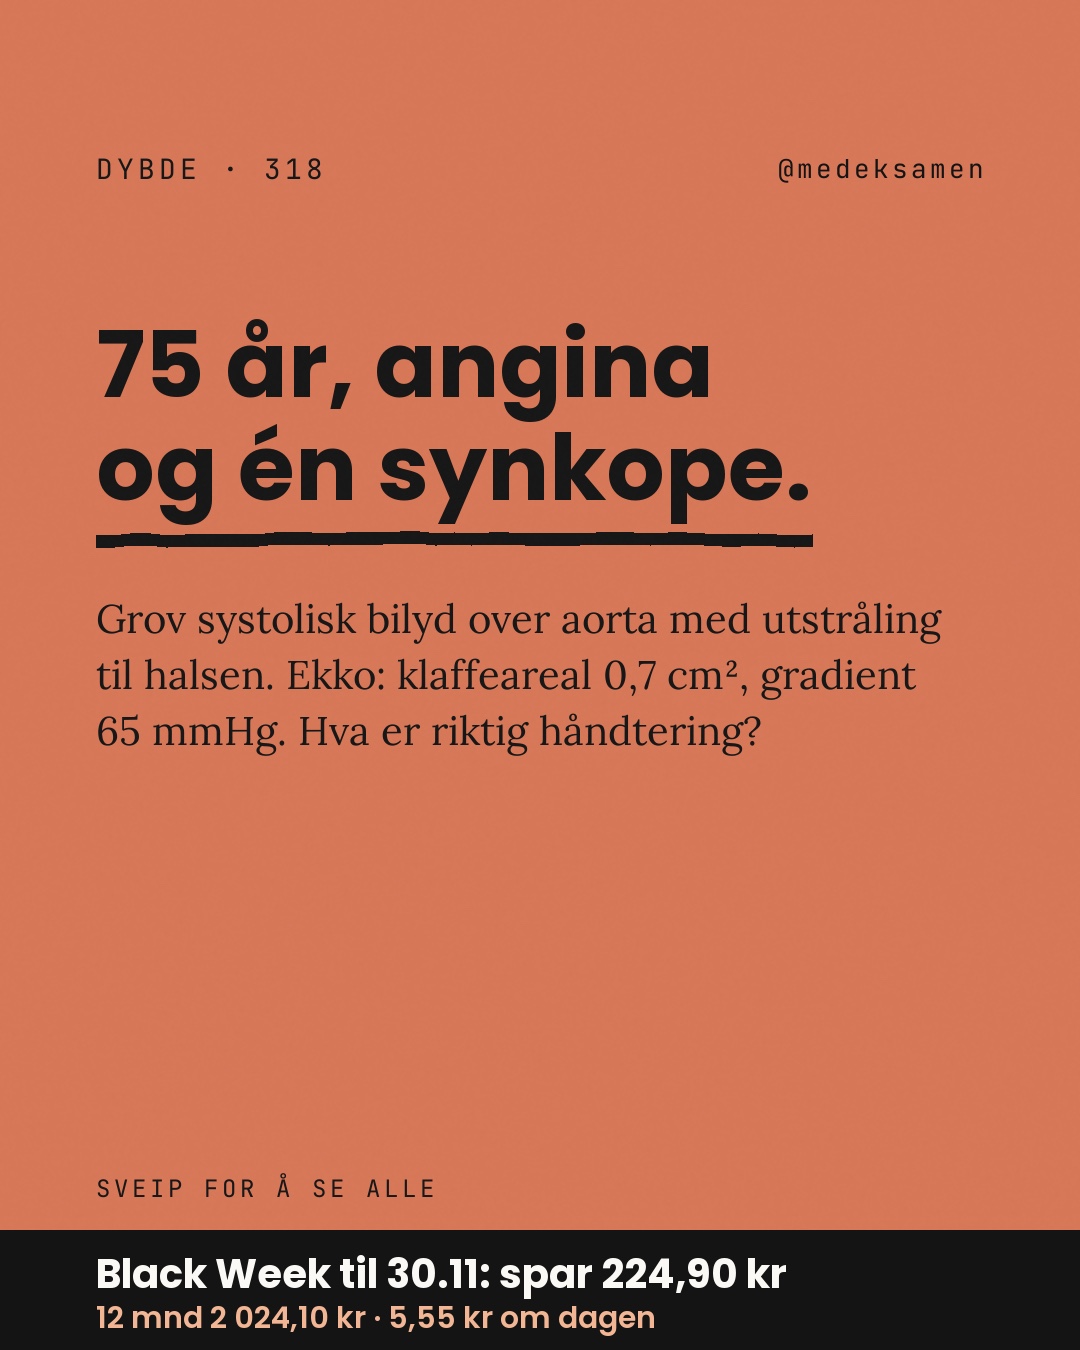 DYBDE · 318
@medeksamen
75 år, angina
og én synkope.
Grov systolisk bilyd over aorta med utstråling
til halsen. Ekko: klaffeareal 0,7 cm², gradient
65 mmHg. Hva er riktig håndtering?
SVEIP FOR Å SE ALLE
Black Week til 30.11: spar 224,90 kr
12 mnd 2 024,10 kr · 5,55 kr om dagen